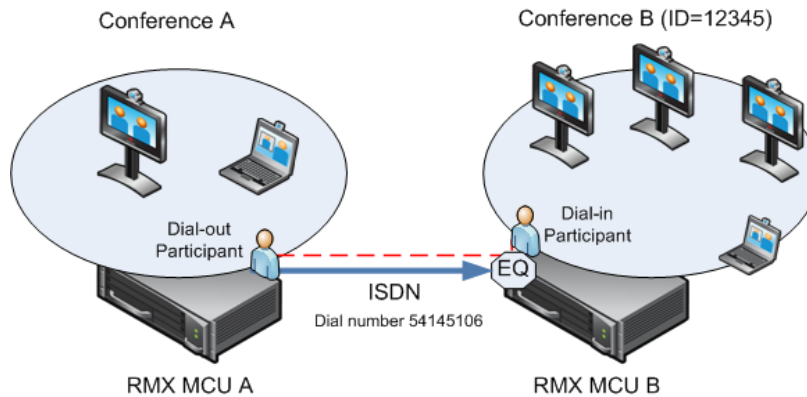 Conference A
Conference B (ID=12345)
Dial-out
Participant
Dial-in
Participant
EQ
ISDN
Dial number 54145106
RMX MCU A
RMX MCU B